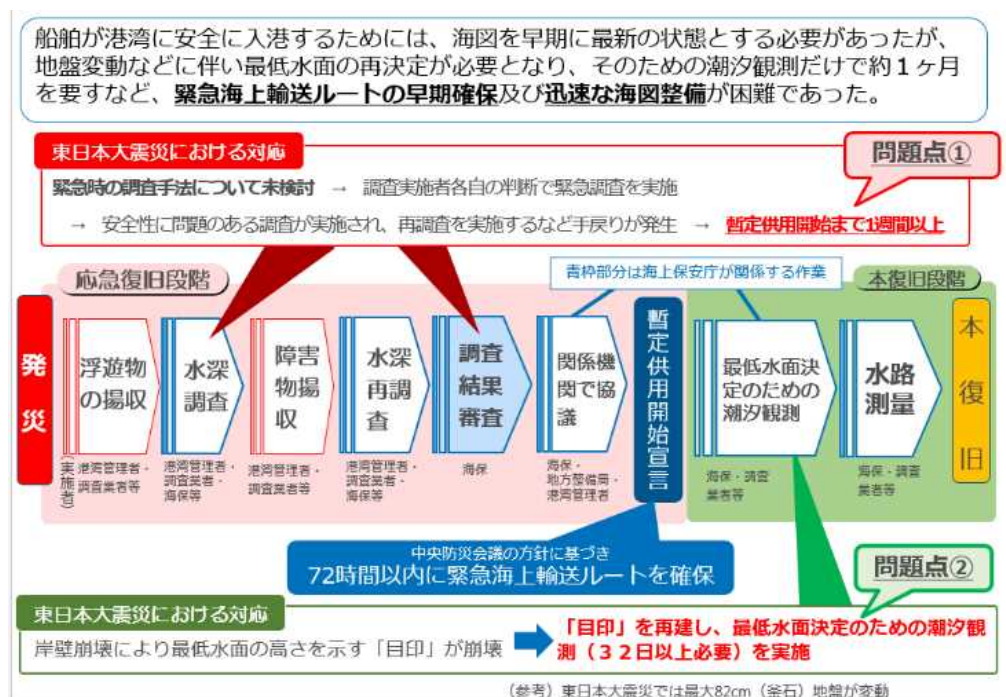 船舶が港湾に安全に入港するためには、海図を早期に最新の状態とする必要があったが、
地盤変動などに伴い最低水面の再決定が必要となり、そのための潮汐観測だけで約１ヶ月
を要すなど、緊急海上輸送ルートの早期確保及び迅速な海図整備が困難であった。
東日本大震災における対応
問題点①
緊急時の調査手法について未検討 → 調査実施者各自の判断で緊急調査を実施
→ 安全性に問題のある調査が実施され、再調査を実施するなど手戻りが発生 → 暫定供用開始まで1週間以上
応急復旧段階
青枠部分は海上保安庁が関係する作業
本復旧段階
発災
浮遊物
の揚収
水深
調査
障害
物揚
収
水深
再調
査
調査
結果
審査
関係機
関で協
議
暫定供用開始宣言
最低水面決
定のための
潮汐観測
水路
測量
本復旧
(実施者)
港湾管理者・
調査業者等
港湾管理者・
調査業者・
海保等
港湾管理者・
調査業者等
港湾管理者・
調査業者・
海保等
海保
海保・
地方整備局・
港湾管理者
海保・調査
業者等
海保・調査
業者等
中央防災会議の方針に基づき
72時間以内に緊急海上輸送ルートを確保
問題点②
東日本大震災における対応
岸壁崩壊により最低水面の高さを示す「目印」が崩壊
「目印」を再建し、最低水面決定のための潮汐観
測（３２日以上必要）を実施
（参考）東日本大震災では最大82cm（釜石）地盤が変動